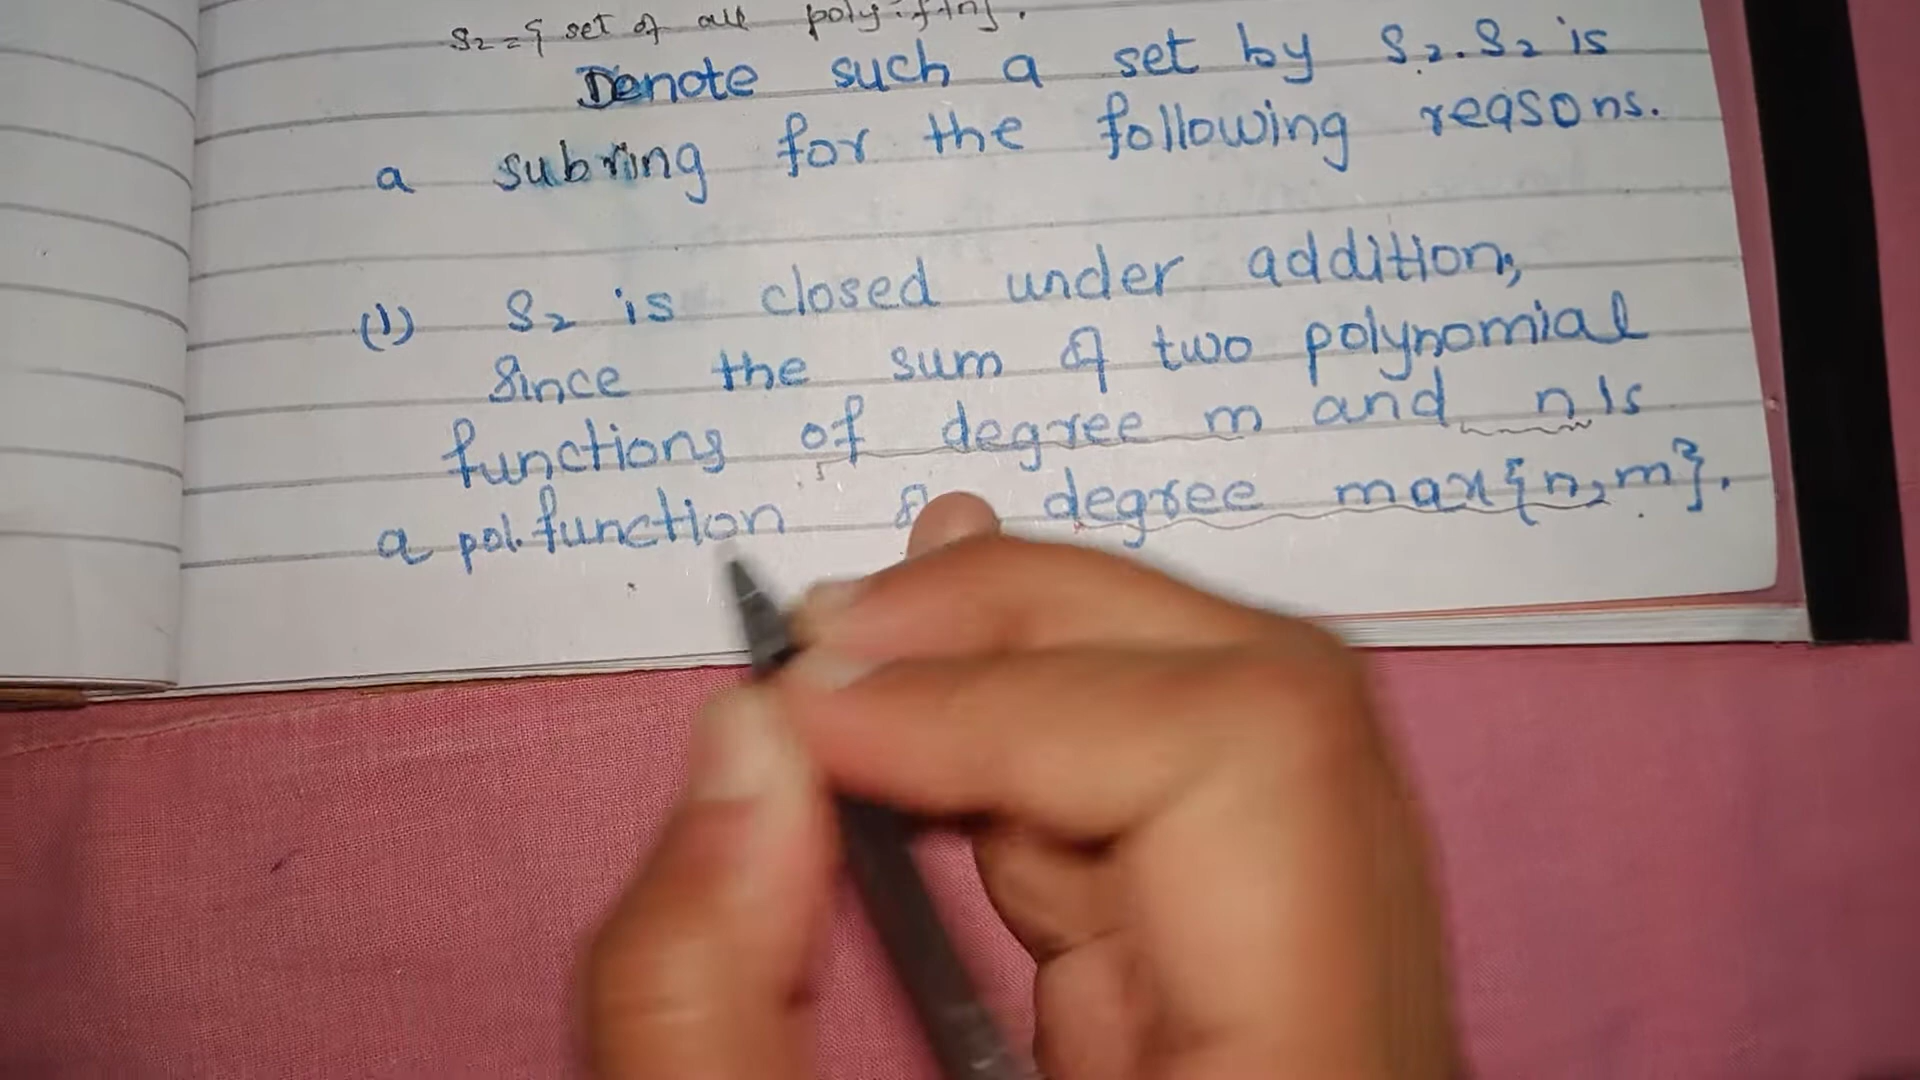 S2 = { set of all poly. f+n}.
Denote such a set by S2. S2 is
a subring for the following reasons.
(1) S2 is closed under addition,
Since the sum of two polynomial
functions of degree m and n is
a pol. function of degree max{n,m}.